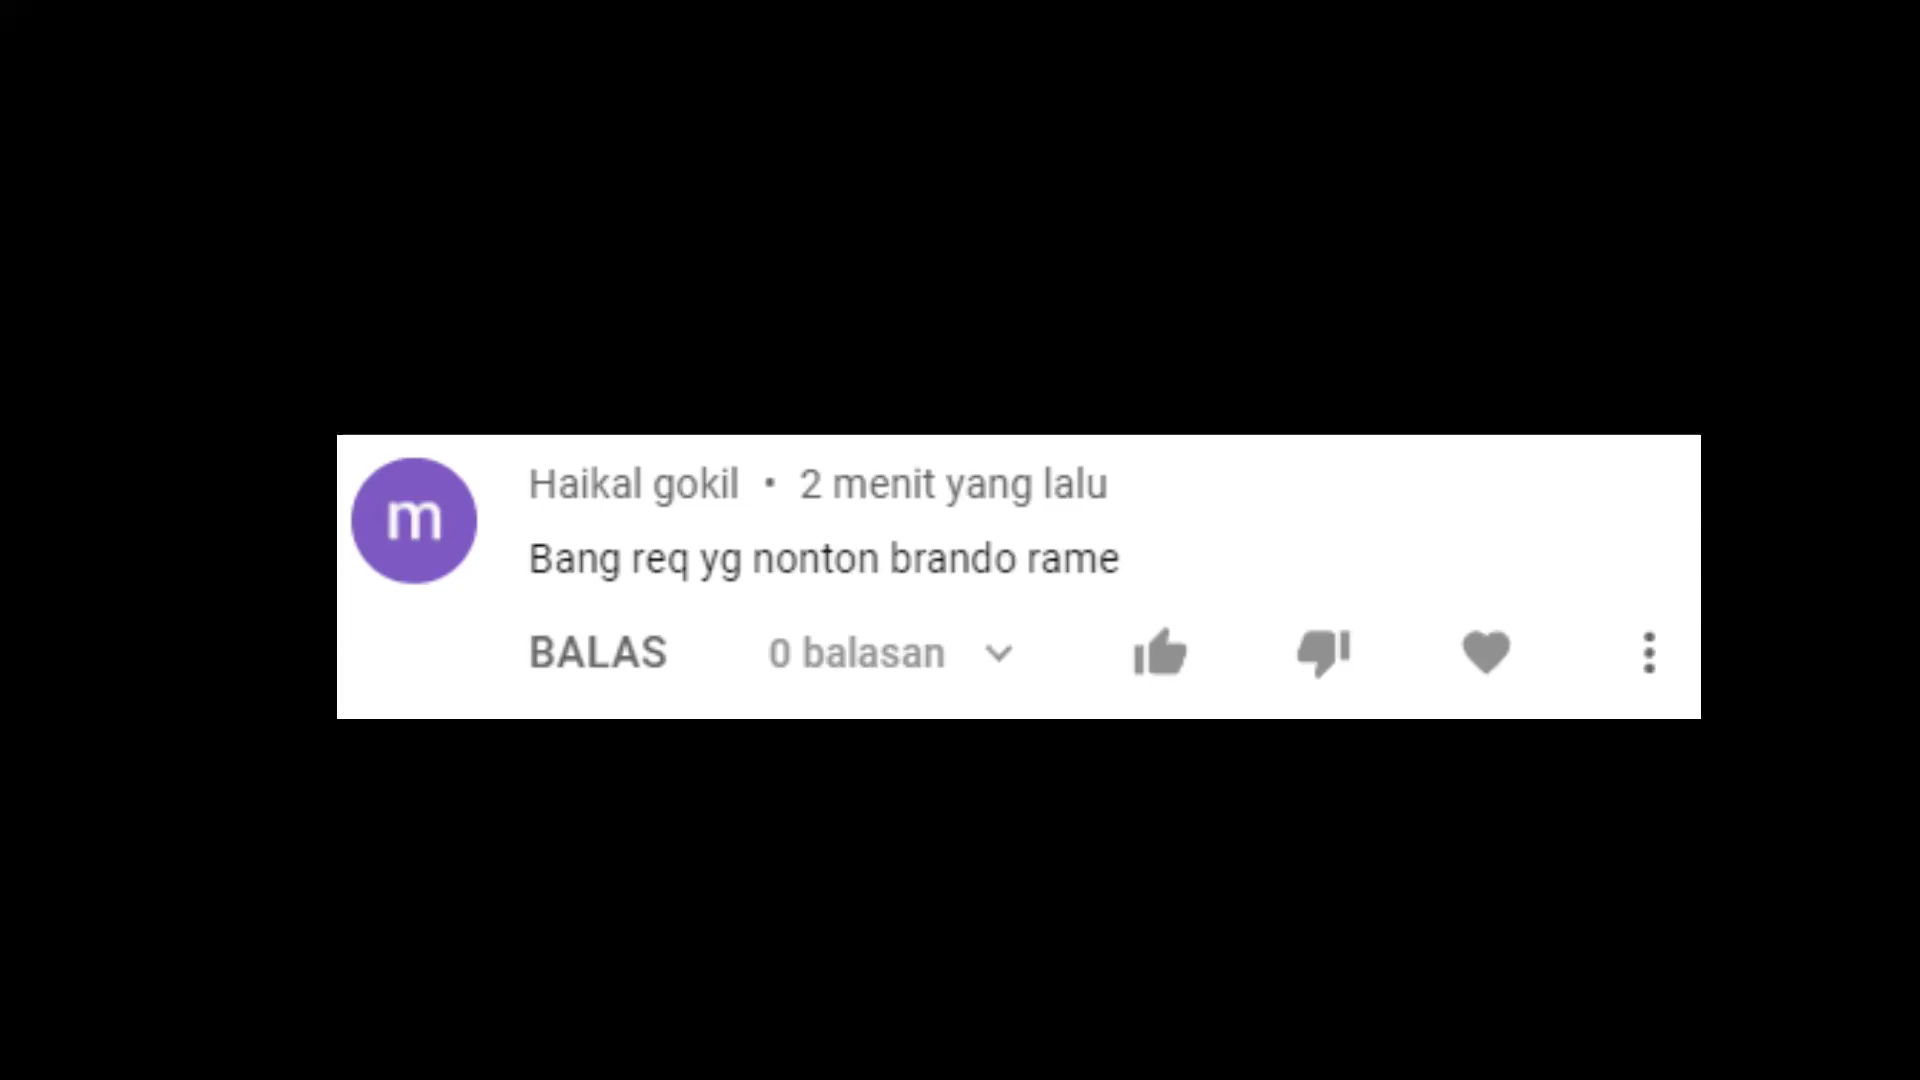 m
Haikal gokil • 2 menit yang lalu
Bang req yg nonton brando rame
BALAS 0 balasan